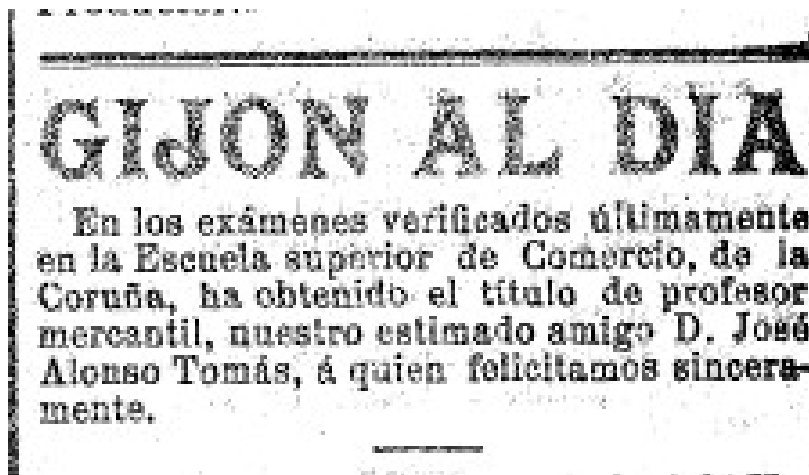 GIJON AL DIA
En los exámenes verificados últimamente
en la Escuela superior de Comercio, de la
Coruña, ha obtenido el título de profesor
mercantil, nuestro estimado amigo D. José
Alonso Tomás, á quien felicitamos sincera-
mente.